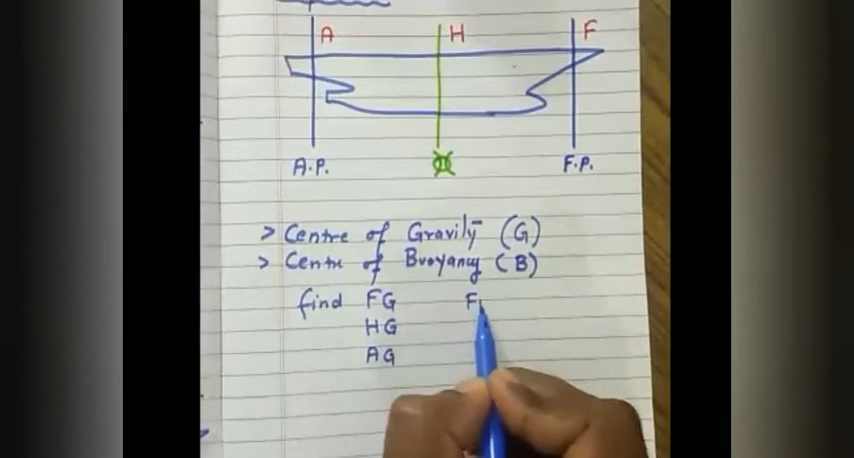 A H F
A.P. F.P.
> Centre of Gravity (G)
> Centre of Buoyancy (B)
find FG F
HG
AG